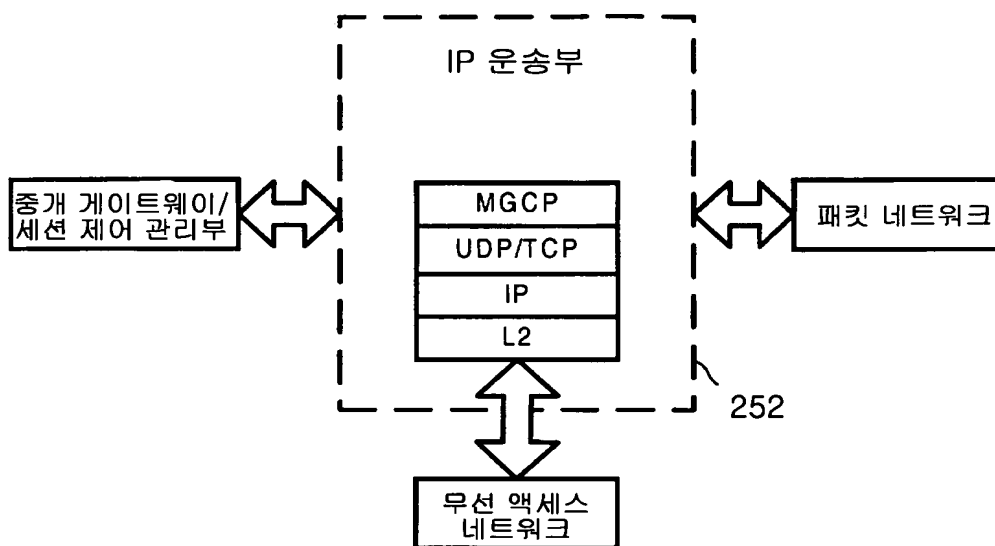 IP 운송부
중개 게이트웨이/
세션 제어 관리부
MGCP
UDP/TCP
IP
L2
패킷 네트워크
252
무선 액세스
네트워크